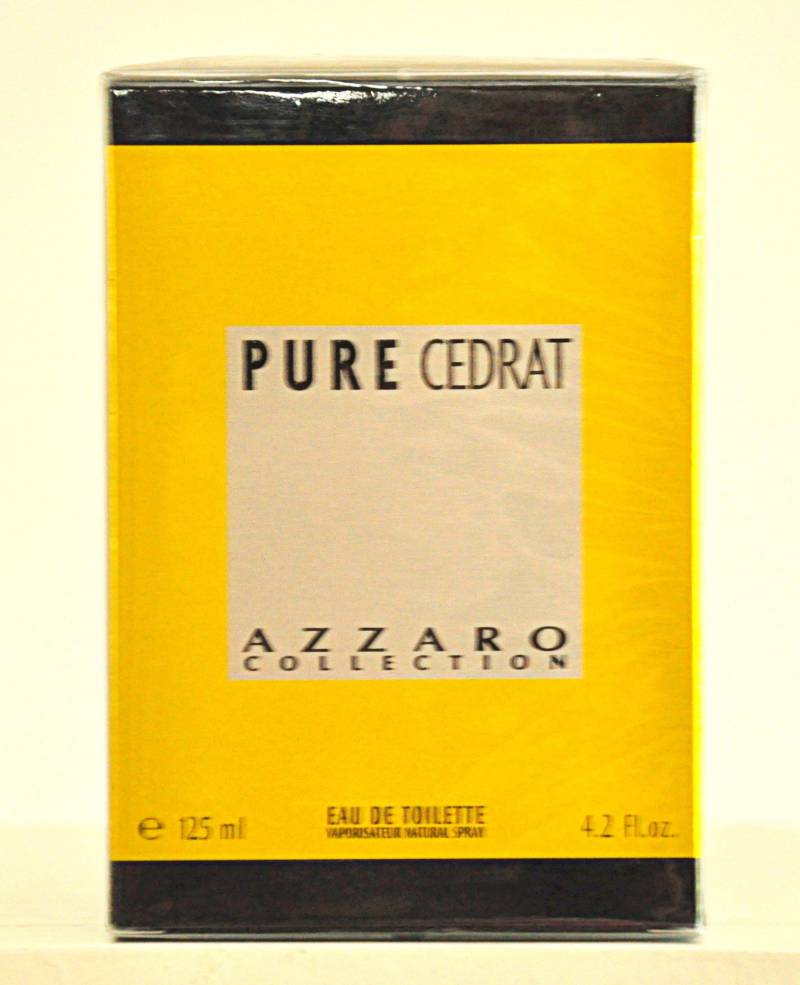 PURE CEDRAT
AZZARO
COLLECTION
e 125 ml
EAU DE TOILETTE
VAPORISATEUR NATURAL SPRAY
4.2 Fl.oz.